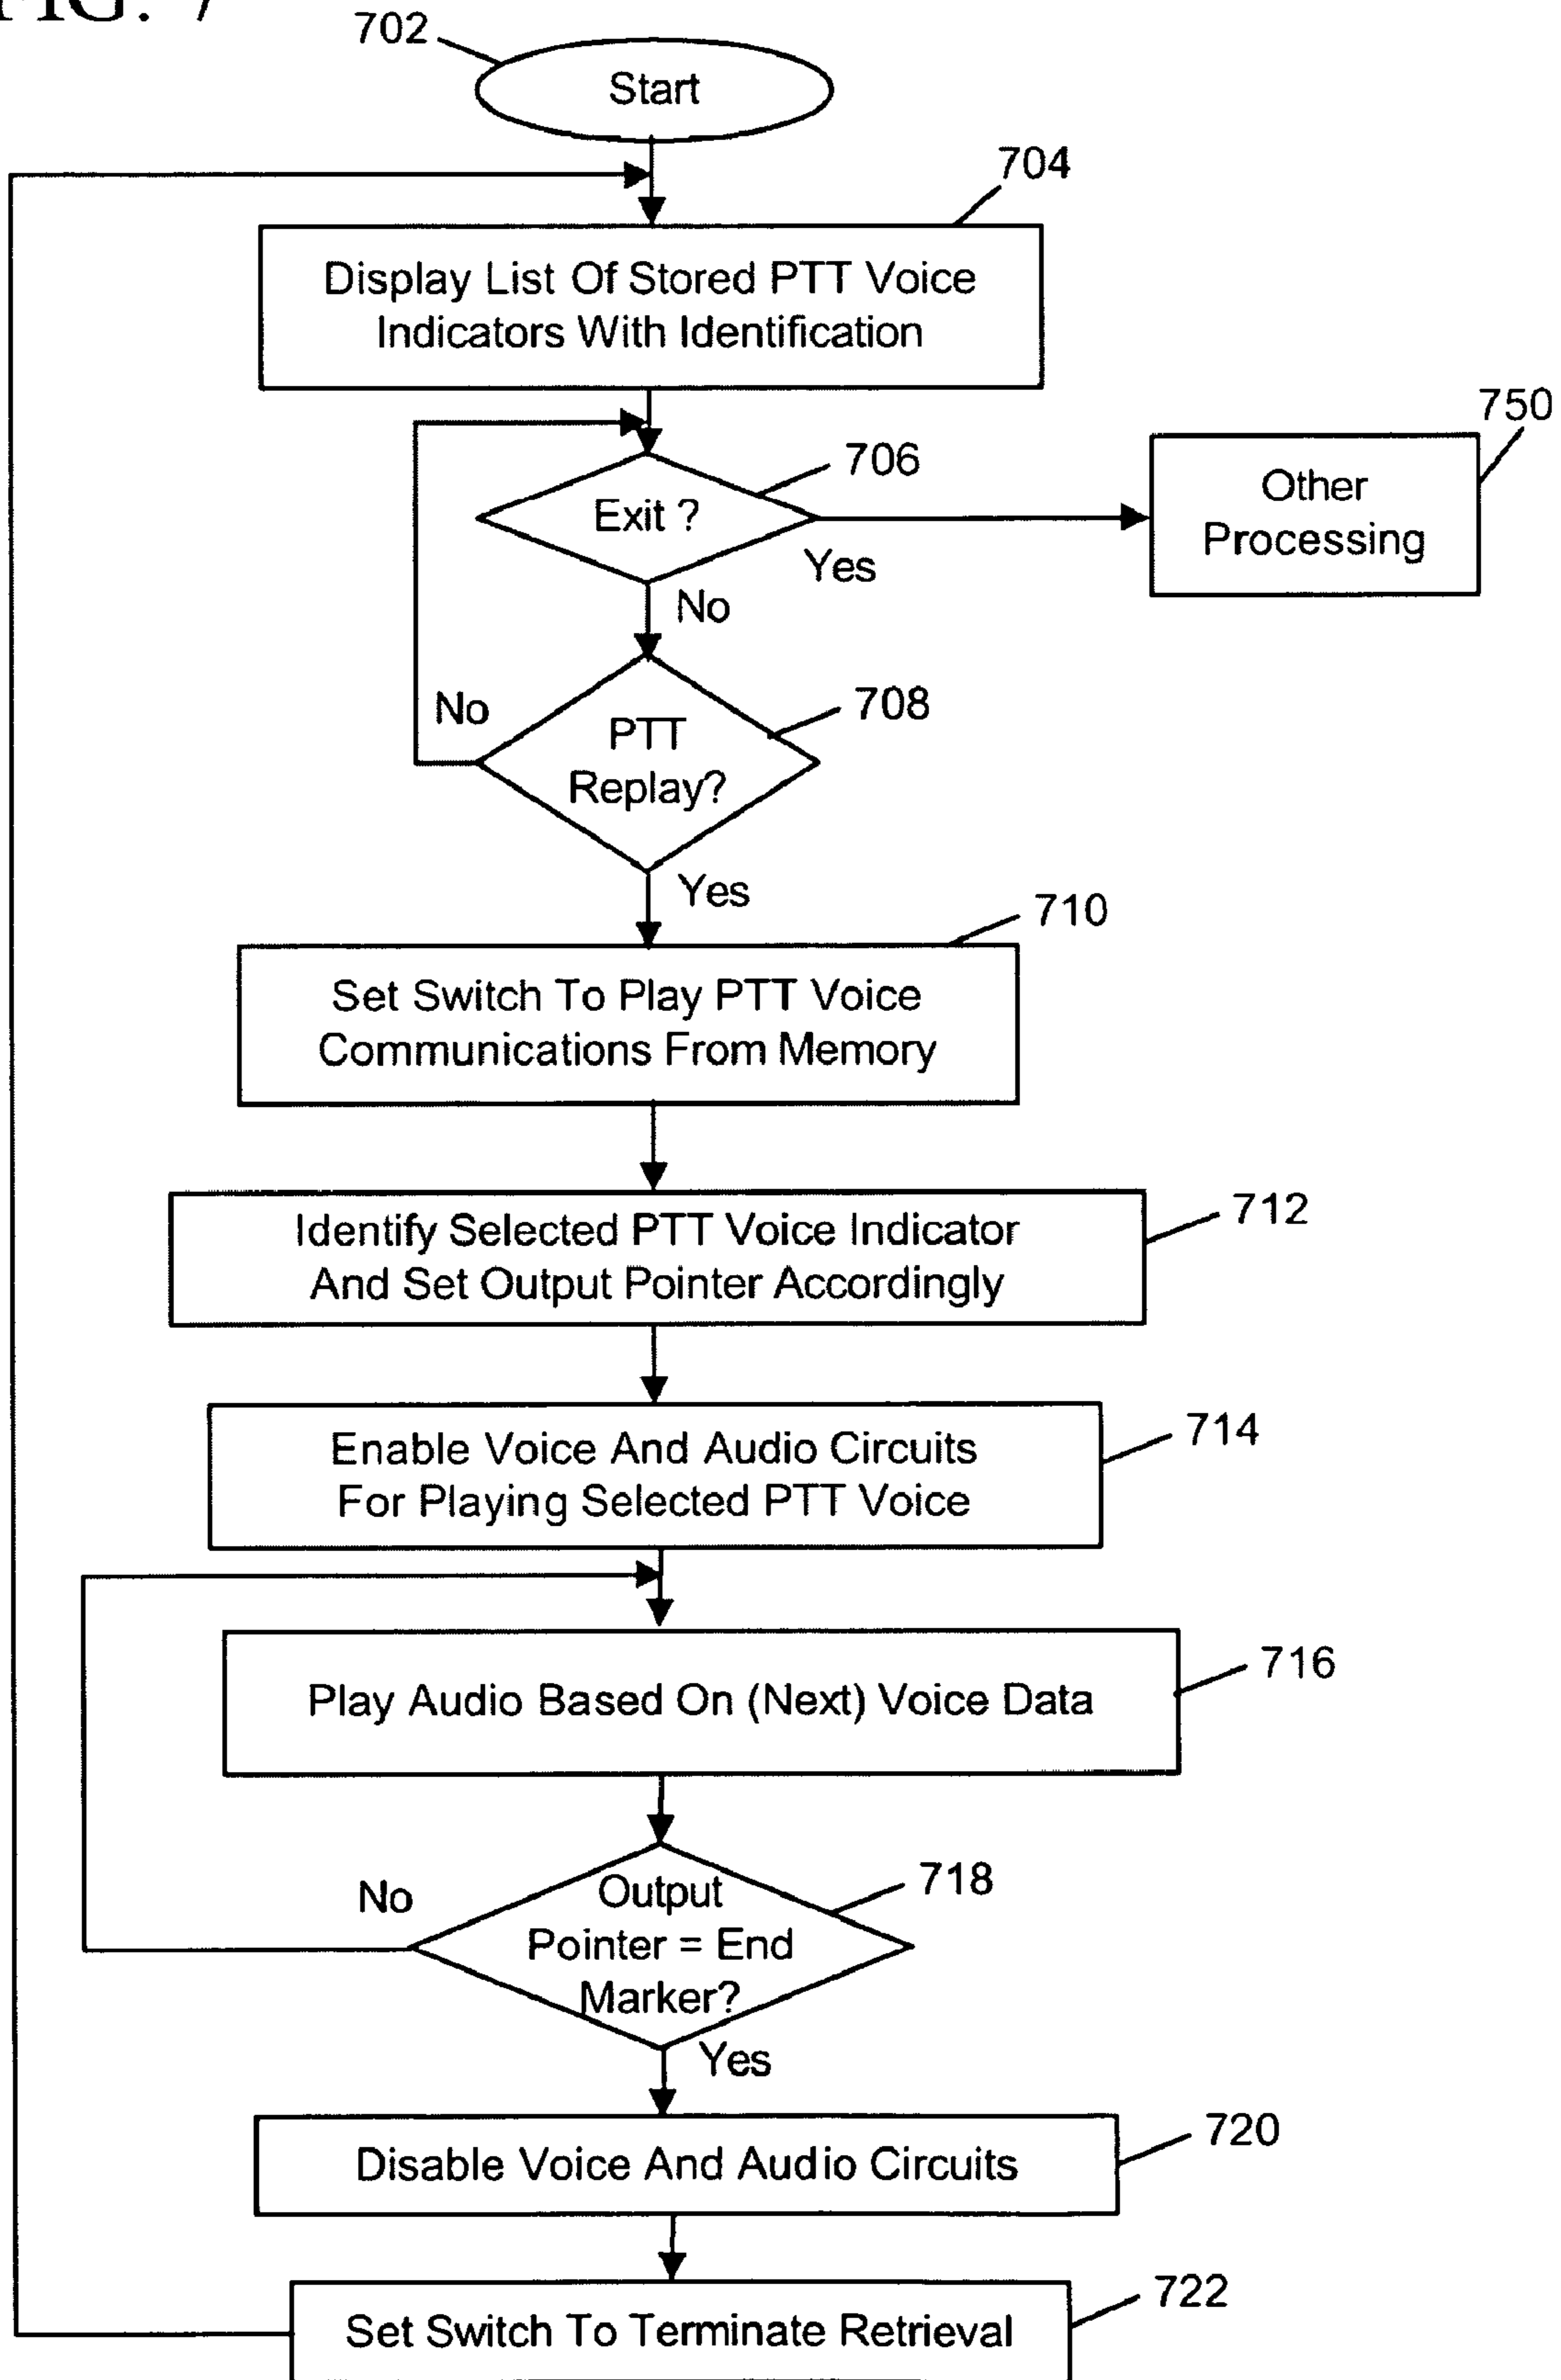 FIG. 7
702
Start
704
Display List Of Stored PTT Voice
Indicators With Identification
750
706
Exit ?
Other
Processing
Yes
No
708
No
PTT
Replay?
Yes
710
Set Switch To Play PTT Voice
Communications From Memory
712
Identify Selected PTT Voice Indicator
And Set Output Pointer Accordingly
714
Enable Voice And Audio Circuits
For Playing Selected PTT Voice
716
Play Audio Based On (Next) Voice Data
718
No
Output
Pointer = End
Marker?
Yes
720
Disable Voice And Audio Circuits
722
Set Switch To Terminate Retrieval